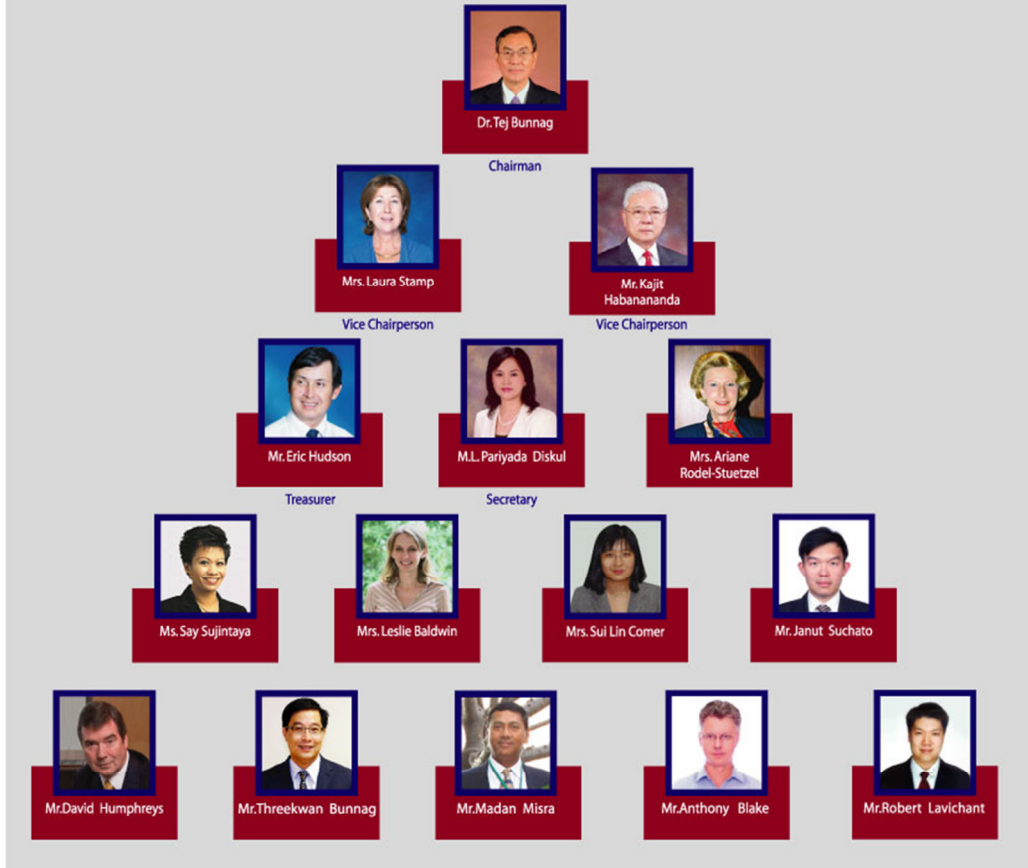 Dr.Tej Bunnag
Chairman
Mrs. Laura Stamp
Mr. Kajit
Habanananda
Vice Chairperson
Vice Chairperson
Mr. Eric Hudson
M.L. Pariyada Diskul
Mrs. Ariane
Rodel-Stuetzel
Treasurer
Secretary
Ms. Say Sujintaya
Mrs. Leslie Baldwin
Mrs. Sui Lin Comer
Mr. Janut Suchato
Mr.David Humphreys
Mr.Threekwan Bunnag
Mr.Madan Misra
Mr.Anthony Blake
Mr.Robert Lavichant